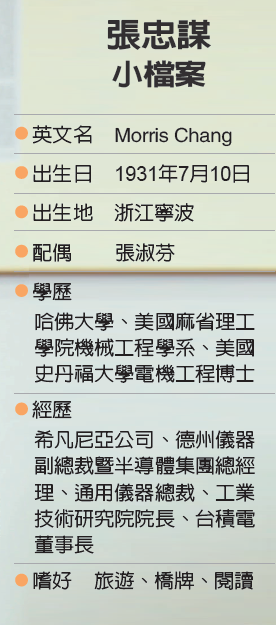 張忠謀
小檔案
英文名 Morris Chang
出生日 1931年7月10日
出生地 浙江寧波
配偶 張淑芬
學歷
哈佛大學、美國麻省理工
學院機械工程學系、美國
史丹福大學電機工程博士
經歷
希凡尼亞公司、德州儀器
副總裁暨半導體集團總經
理、通用儀器總裁、工業
技術研究院院長、台積電
董事長
嗜好 旅遊、橋牌、閱讀